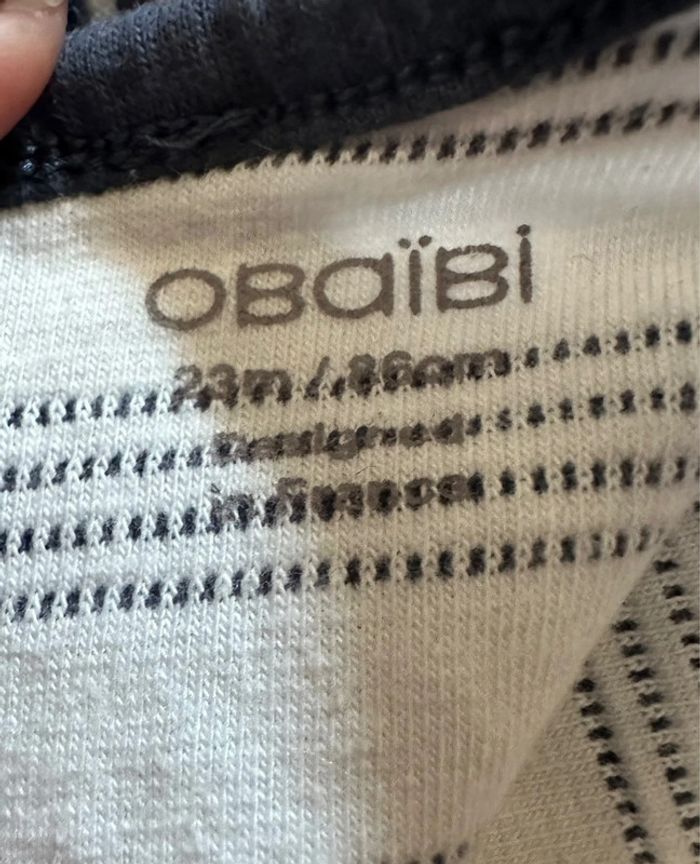 obaïbi
23m / 86cm
Designed
in France